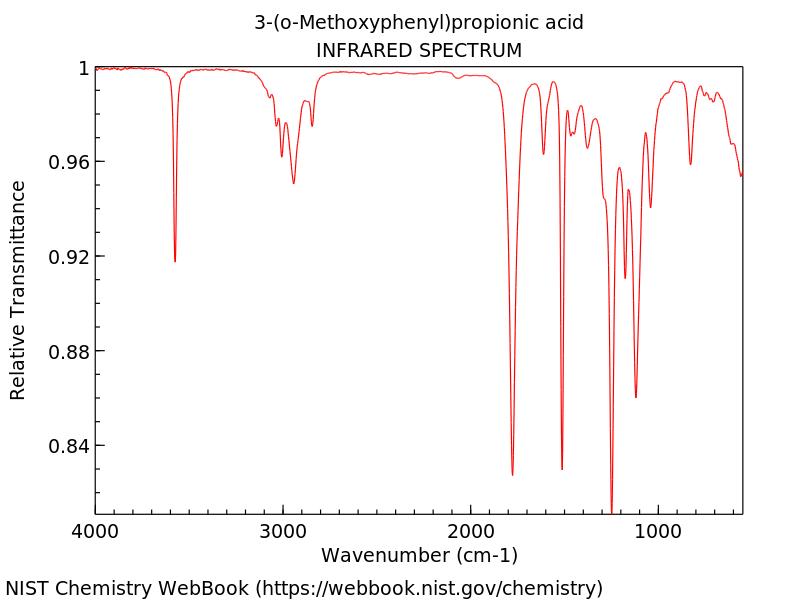 3-(o-Methoxyphenyl)propionic acid
INFRARED SPECTRUM
1
0.96
0.92
0.88
0.84
Relative Transmittance
4000 3000 2000 1000
Wavenumber (cm-1)
NIST Chemistry WebBook (https://webbook.nist.gov/chemistry)